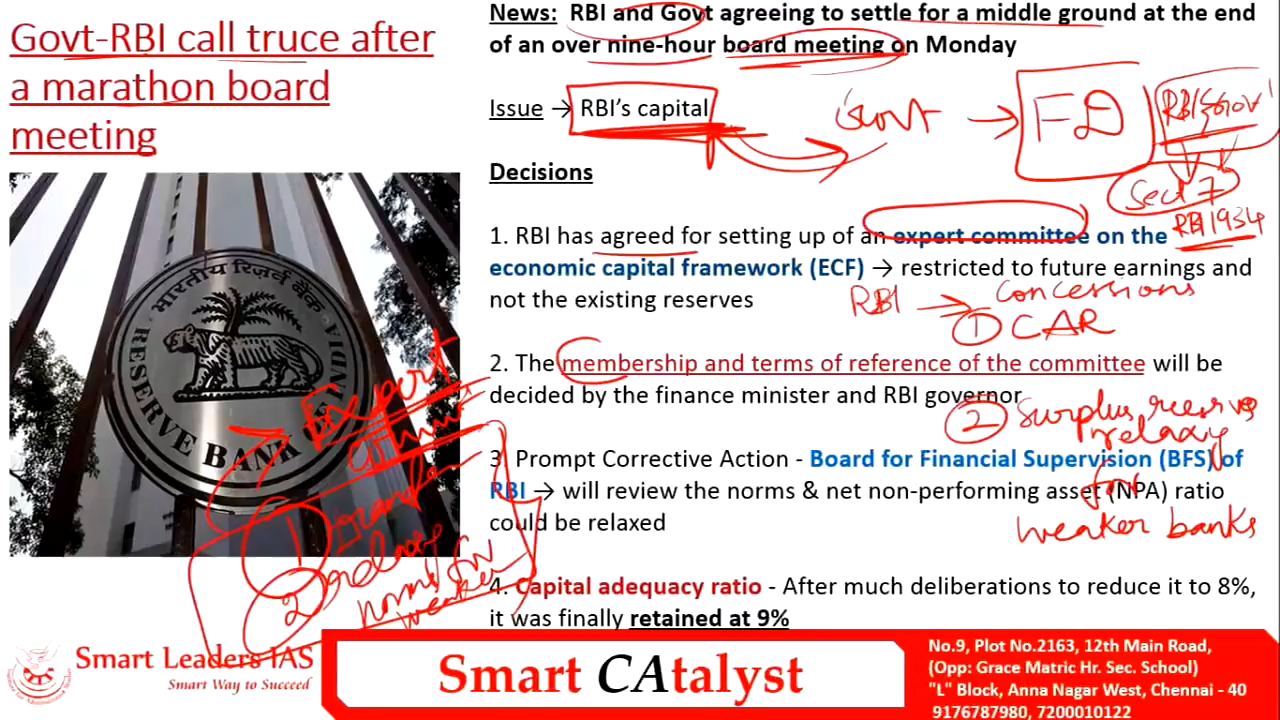 Govt-RBI call truce after
a marathon board
meeting
News: RBI and Govt agreeing to settle for a middle ground at the end
of an over nine-hour board meeting on Monday
Issue → RBI's capital
Govt → FD
RBI & Govt
Sect 7
RBI 1934
Decisions
1. RBI has agreed for setting up of an expert committee on the
economic capital framework (ECF) → restricted to future earnings and
not the existing reserves
RBI → concessions
① CAR
2. The membership and terms of reference of the committee will be
decided by the finance minister and RBI governor
② Surplus reserve
relaxing
for
weaker banks
3. Prompt Corrective Action - Board for Financial Supervision (BFS) of
RBI → will review the norms & net non-performing asset (NPA) ratio
could be relaxed
4. Capital adequacy ratio - After much deliberations to reduce it to 8%,
it was finally retained at 9%
भारतीय रिज़र्व बैंक
RESERVE BANK OF INDIA
Expert
1
2 relaxe
norms for
weaker
Smart Leaders IAS
Smart Way to Succeed
Smart CAtalyst
No.9, Plot No.2163, 12th Main Road,
(Opp: Grace Matric Hr. Sec. School)
"L" Block, Anna Nagar West, Chennai - 40
9176787980, 7200010122